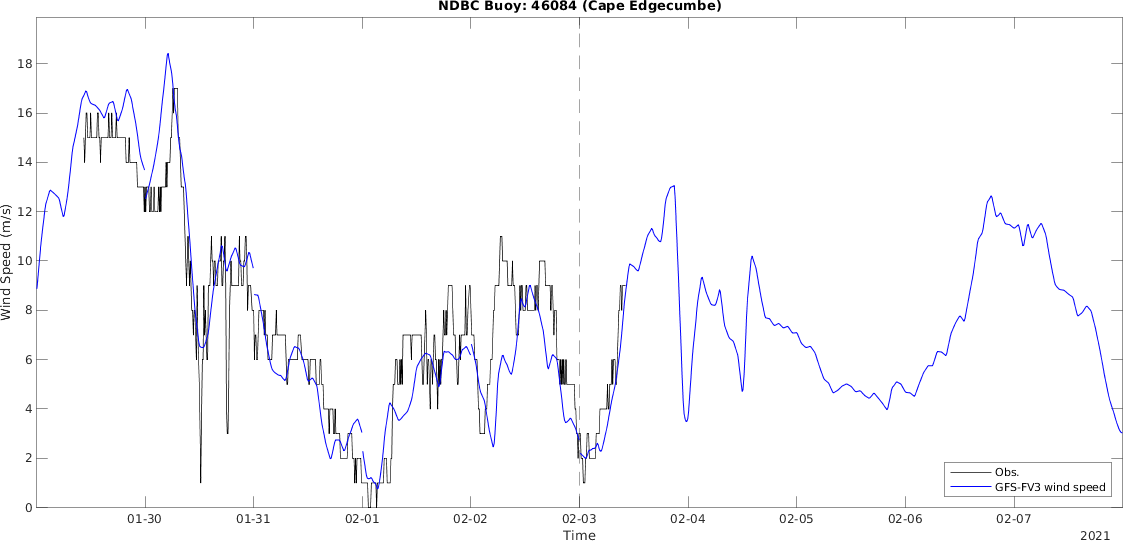 NDBC Buoy: 46084 (Cape Edgecumbe)
18
16
14
12
10
8
6
4
2
0
Wind Speed (m/s)
01-30 01-31 02-01 02-02 02-03 02-04 02-05 02-06 02-07
Time
2021
Obs.
GFS-FV3 wind speed